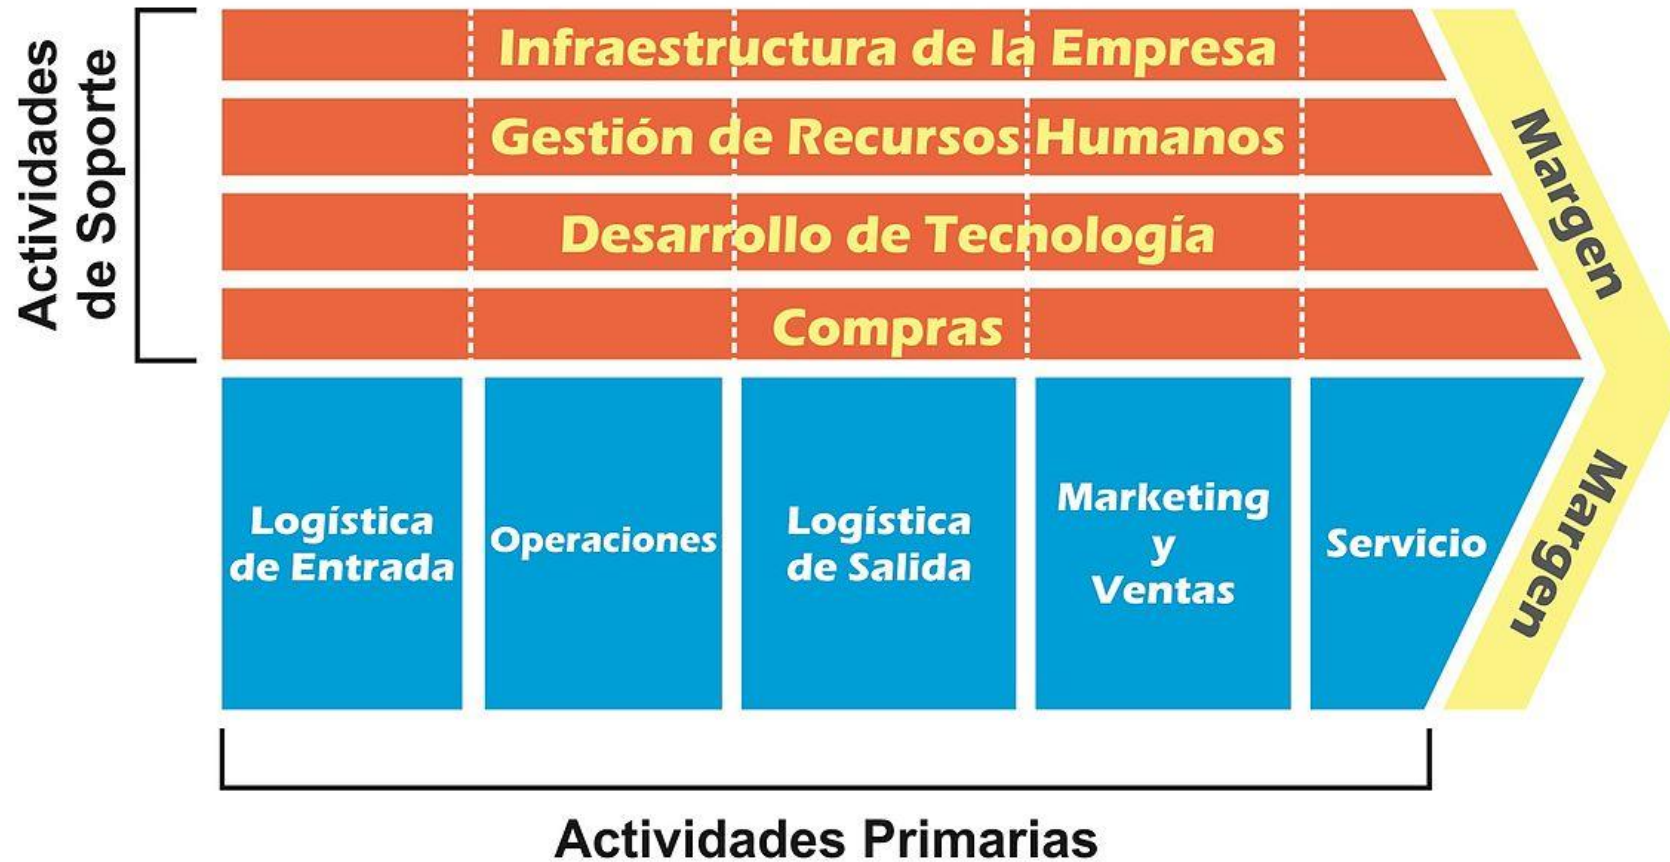 Actividades
de Soporte
Infraestructura de la Empresa
Gestión de Recursos Humanos
Desarrollo de Tecnología
Compras
Margen
Logística
de Entrada
Operaciones
Logística
de Salida
Marketing
y
Ventas
Servicio
Margen
Actividades Primarias